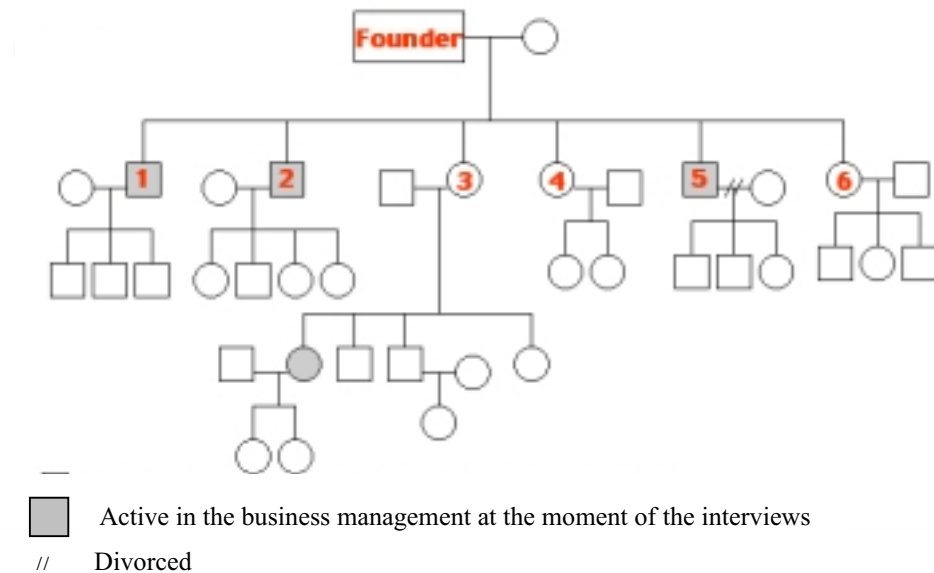 Founder
1 2 3 4 5 6
Active in the business management at the moment of the interviews
// Divorced